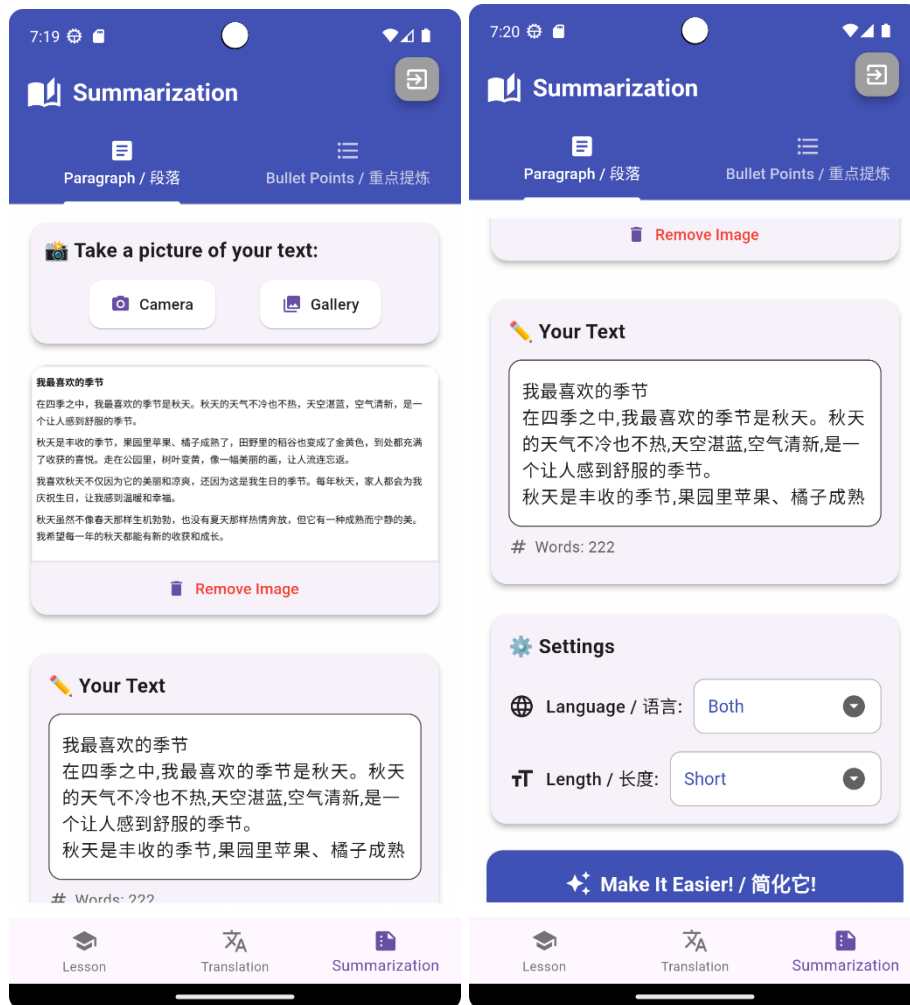 7:19
Summarization
Paragraph / 段落
Bullet Points / 重点提炼
📸 Take a picture of your text:
Camera
Gallery
我最喜欢的季节
在四季之中，我最喜欢的季节是秋天。秋天的天气不冷也不热，天空湛蓝，空气清新，是一
个让人感到舒服的季节。
秋天是丰收的季节，果园里苹果、橘子成熟了，田野里的稻谷也变成了金黄色，到处都充满
了收获的喜悦。走在公园里，树叶变黄，像一幅美丽的画，让人流连忘返。
我喜欢秋天不仅因为它的美丽和凉爽，还因为这是我生日的季节。每年秋天，家人都会为我
庆祝生日，让我感到温暖和幸福。
秋天虽然不像春天那样生机勃勃，也没有夏天那样热情奔放，但它有一种成熟而宁静的美。
我希望每一年的秋天都能有新的收获和成长。
Remove Image
✏️ Your Text
我最喜欢的季节
在四季之中,我最喜欢的季节是秋天。秋天
的天气不冷也不热,天空湛蓝,空气清新,是一
个让人感到舒服的季节。
秋天是丰收的季节,果园里苹果、橘子成熟
# Words: 222
Lesson
Translation
Summarization
7:20
Summarization
Paragraph / 段落
Bullet Points / 重点提炼
Remove Image
✏️ Your Text
我最喜欢的季节
在四季之中,我最喜欢的季节是秋天。秋天
的天气不冷也不热,天空湛蓝,空气清新,是一
个让人感到舒服的季节。
秋天是丰收的季节,果园里苹果、橘子成熟
# Words: 222
⚙️ Settings
Language / 语言:
Both
Length / 长度:
Short
Make It Easier! / 简化它!
Lesson
Translation
Summarization